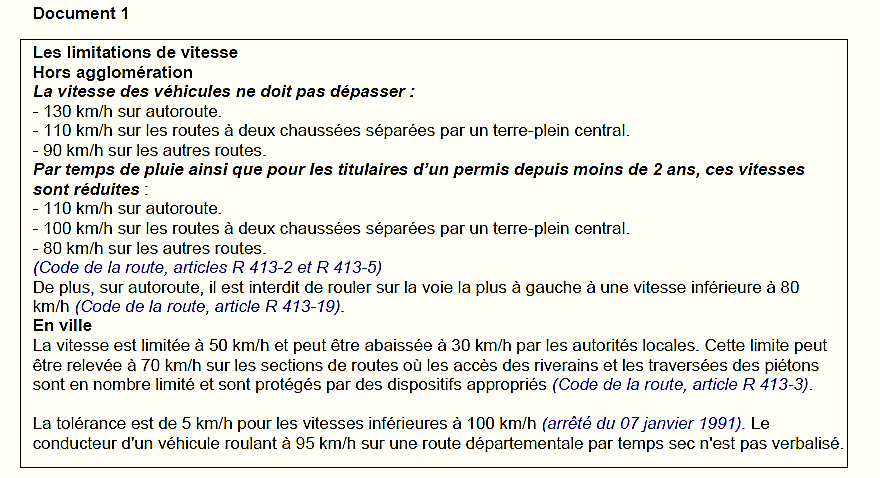 Document 1
Les limitations de vitesse
Hors agglomération
La vitesse des véhicules ne doit pas dépasser :
- 130 km/h sur autoroute.
- 110 km/h sur les routes à deux chaussées séparées par un terre-plein central.
- 90 km/h sur les autres routes.
Par temps de pluie ainsi que pour les titulaires d'un permis depuis moins de 2 ans, ces vitesses
sont réduites :
- 110 km/h sur autoroute.
- 100 km/h sur les routes à deux chaussées séparées par un terre-plein central.
- 80 km/h sur les autres routes.
(Code de la route, articles R 413-2 et R 413-5)
De plus, sur autoroute, il est interdit de rouler sur la voie la plus à gauche à une vitesse inférieure à 80
km/h (Code de la route, article R 413-19).
En ville
La vitesse est limitée à 50 km/h et peut être abaissée à 30 km/h par les autorités locales. Cette limite peut
être relevée à 70 km/h sur les sections de routes où les accès des riverains et les traversées des piétons
sont en nombre limité et sont protégés par des dispositifs appropriés (Code de la route, article R 413-3).
La tolérance est de 5 km/h pour les vitesses inférieures à 100 km/h (arrêté du 07 janvier 1991). Le
conducteur d'un véhicule roulant à 95 km/h sur une route départementale par temps sec n'est pas verbalisé.